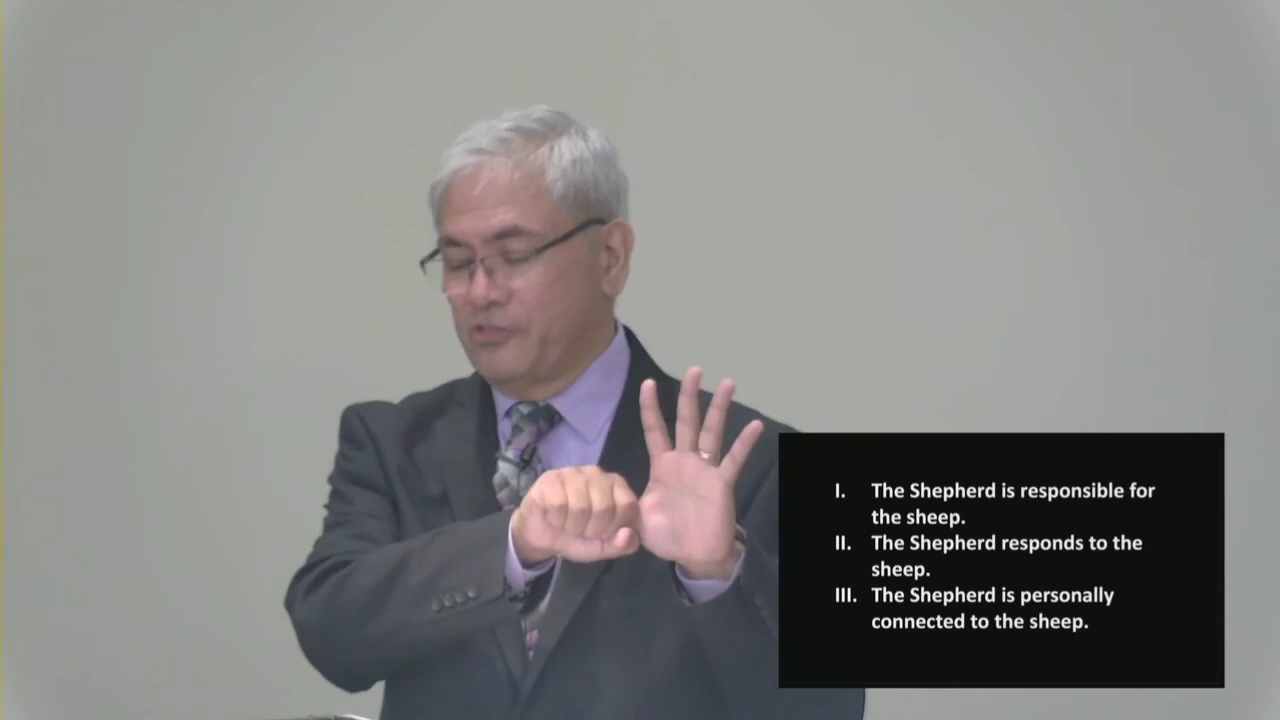 I. The Shepherd is responsible for
the sheep.
II. The Shepherd responds to the
sheep.
III. The Shepherd is personally
connected to the sheep.